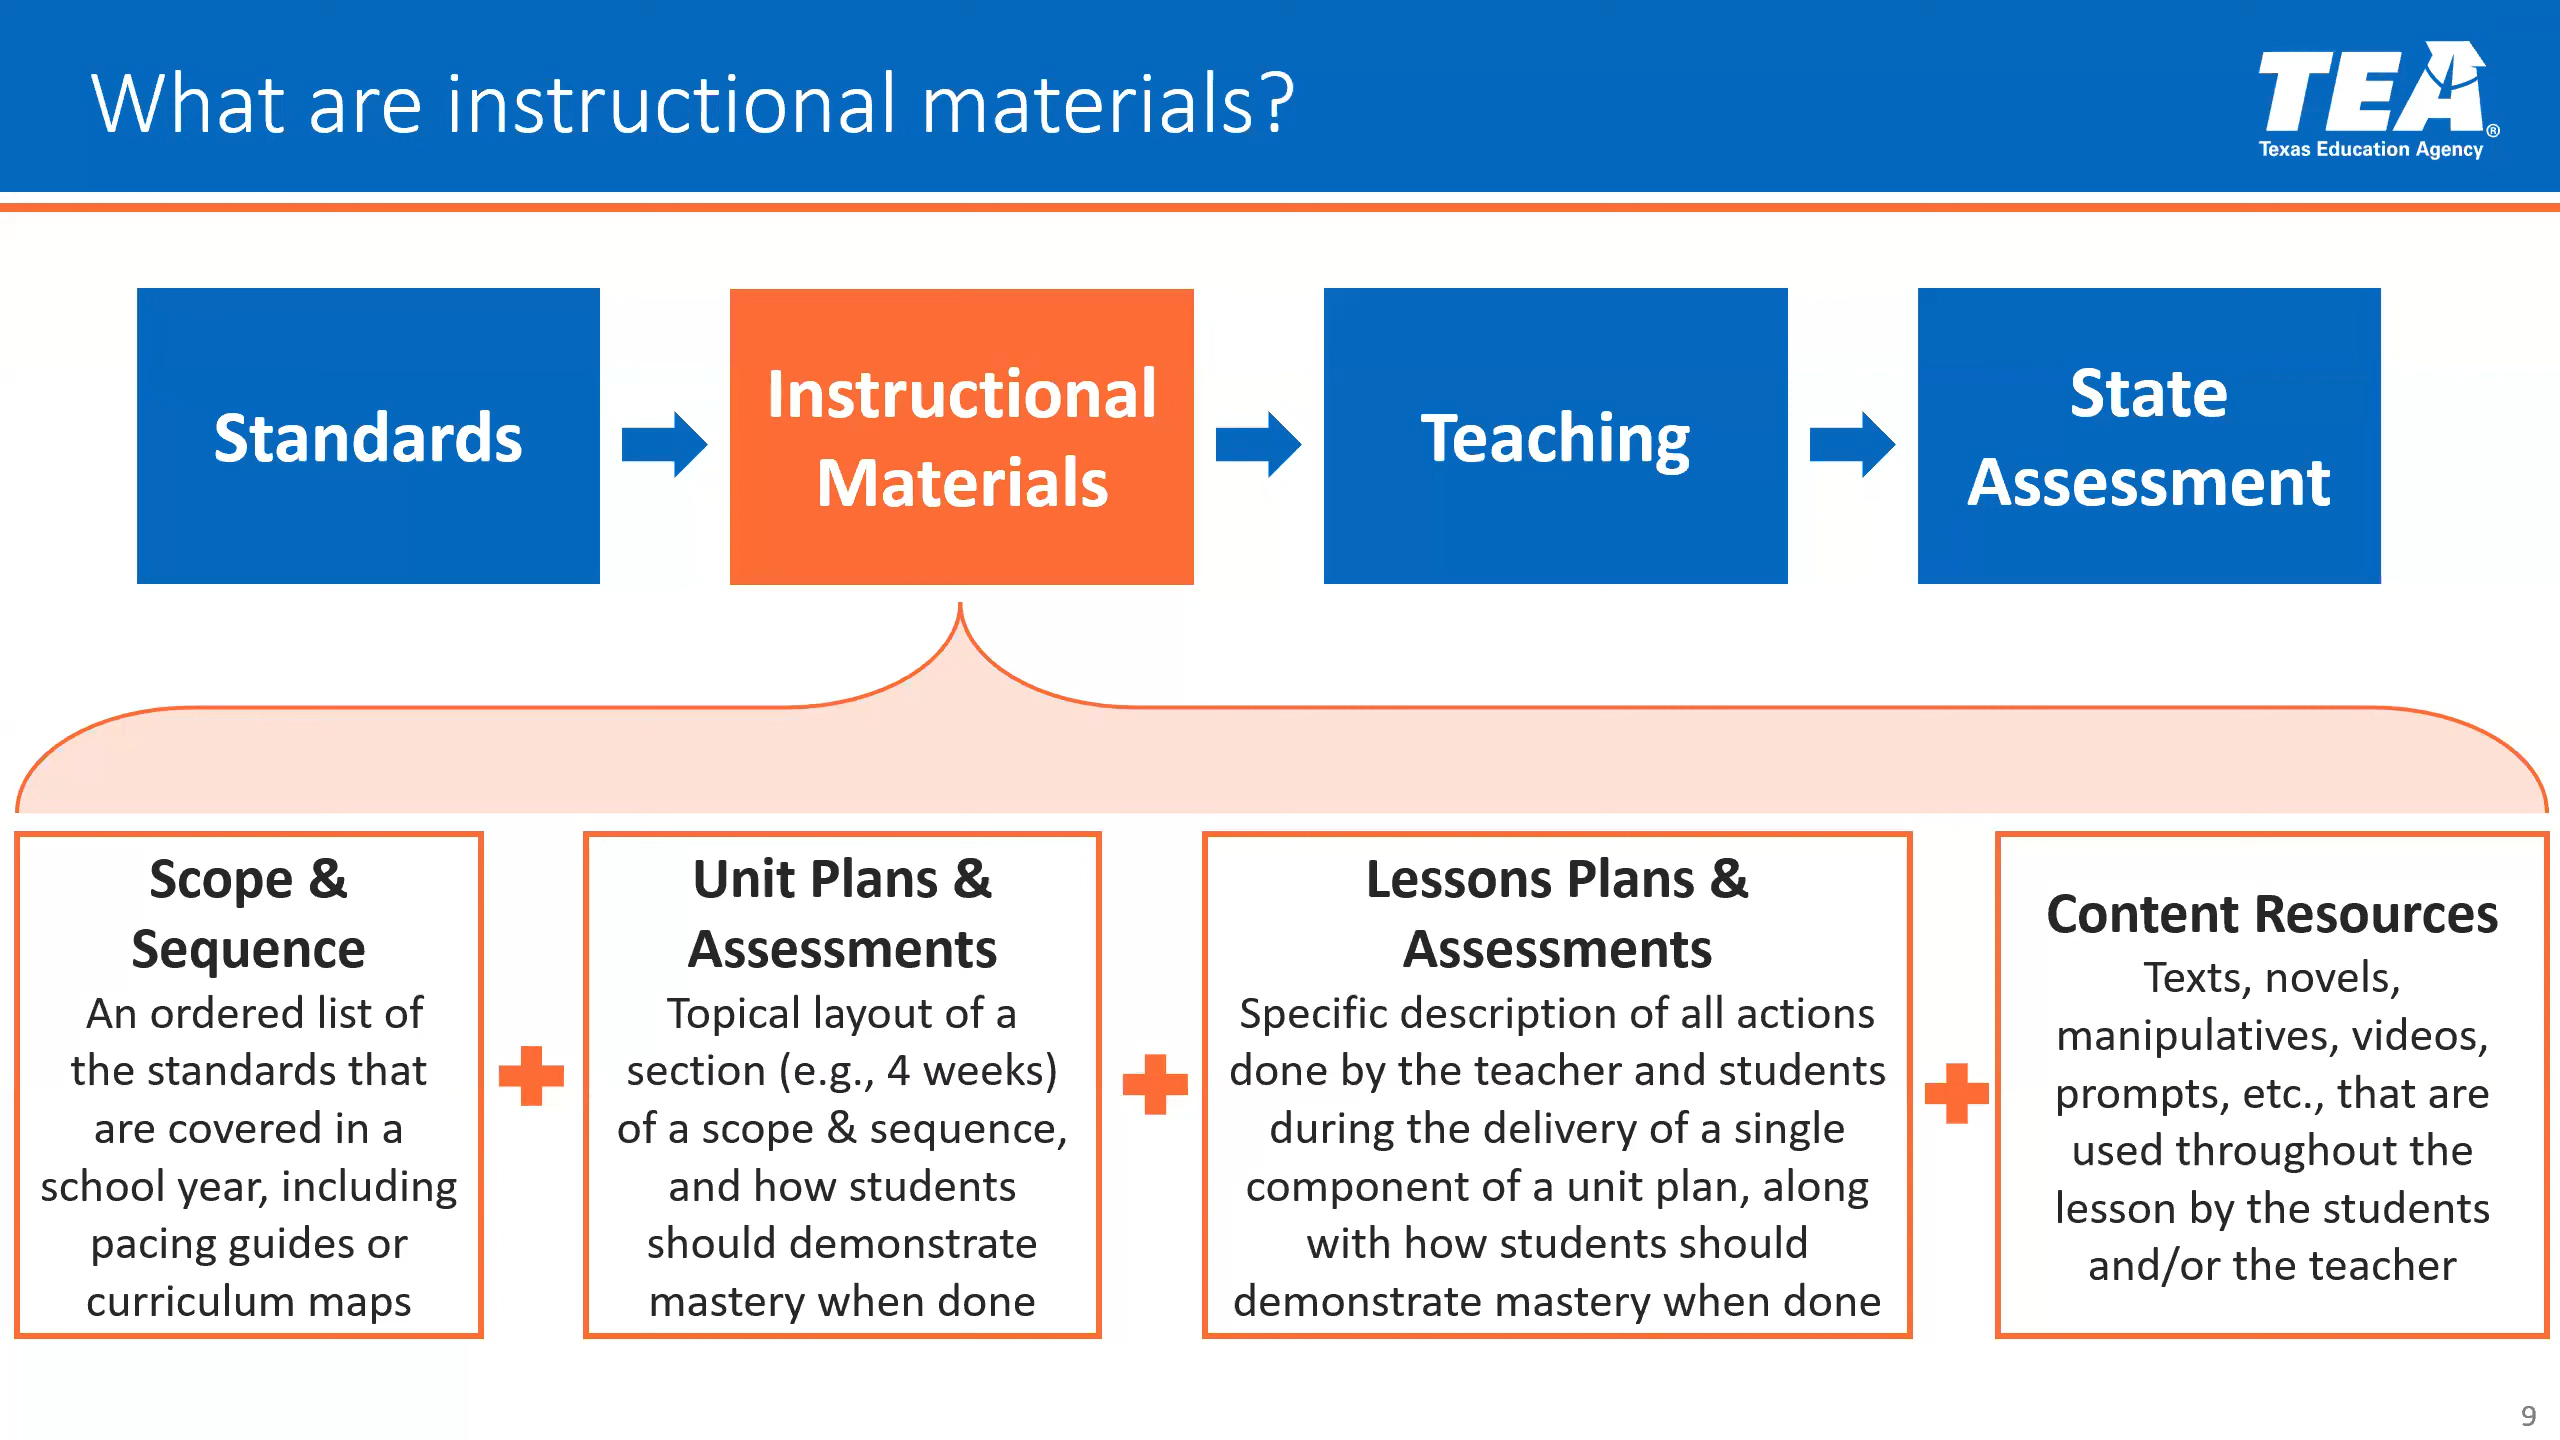 What are instructional materials?
TEA®
Texas Education Agency
Standards
Instructional
Materials
Teaching
State
Assessment
Scope &
Sequence
An ordered list of
the standards that
are covered in a
school year, including
pacing guides or
curriculum maps
Unit Plans &
Assessments
Topical layout of a
section (e.g., 4 weeks)
of a scope & sequence,
and how students
should demonstrate
mastery when done
Lessons Plans &
Assessments
Specific description of all actions
done by the teacher and students
during the delivery of a single
component of a unit plan, along
with how students should
demonstrate mastery when done
Content Resources
Texts, novels,
manipulatives, videos,
prompts, etc., that are
used throughout the
lesson by the students
and/or the teacher
9